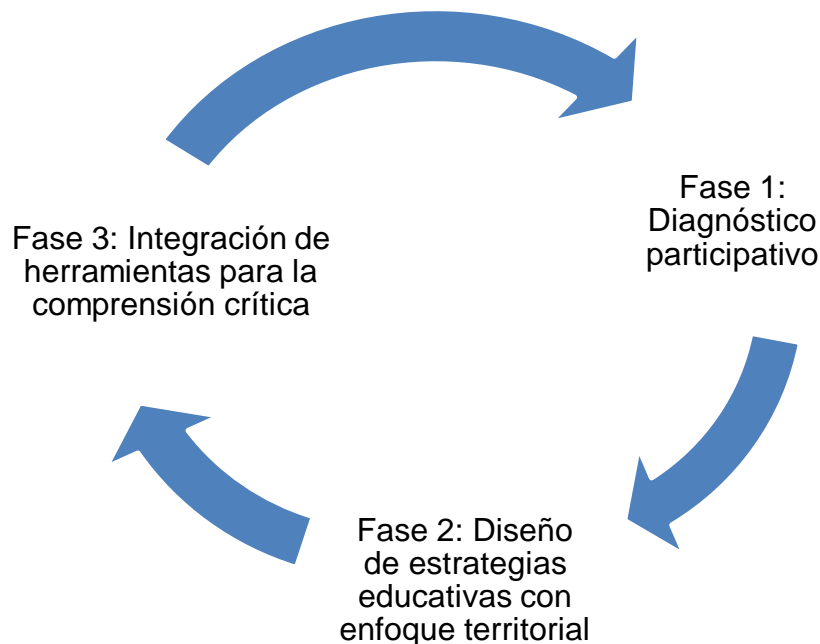 Fase 1:
Diagnóstico
participativo
Fase 2: Diseño
de estrategias
educativas con
enfoque territorial
Fase 3: Integración de
herramientas para la
comprensión crítica